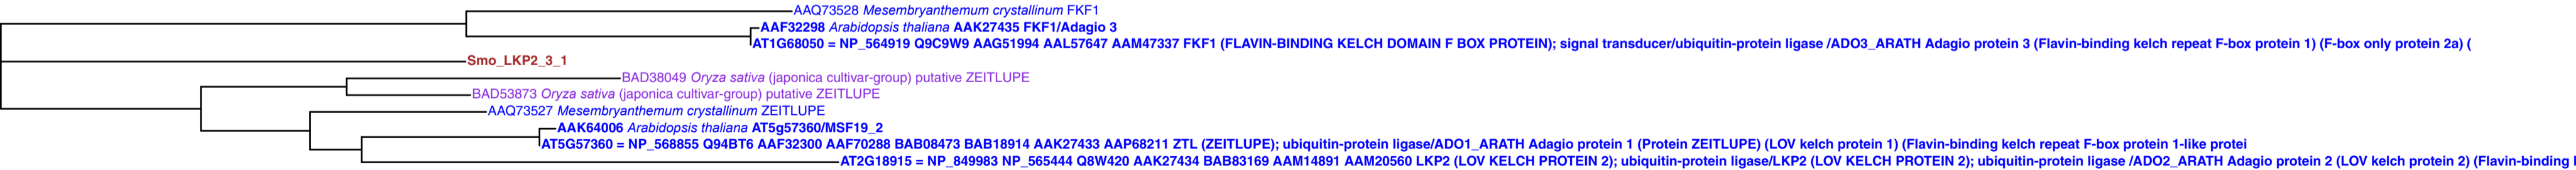 AAQ73528 Mesembryanthemum crystallinum FKF1
AAF32298 Arabidopsis thaliana AAK27435 FKF1/Adagio 3
AT1G68050 = NP_564919 Q9C9W9 AAG51994 AAL57647 AAM47337 FKF1 (FLAVIN-BINDING KELCH DOMAIN F BOX PROTEIN); signal transducer/ubiquitin-protein ligase /ADO3_ARATH Adagio protein 3 (Flavin-binding kelch repeat F-box protein 1) (F-box only protein 2a) (
Smo_LKP2_3_1
BAD38049 Oryza sativa (japonica cultivar-group) putative ZEITLUPE
BAD53873 Oryza sativa (japonica cultivar-group) putative ZEITLUPE
AAQ73527 Mesembryanthemum crystallinum ZEITLUPE
AAK64006 Arabidopsis thaliana AT5g57360/MSF19_2
AT5G57360 = NP_568855 Q94BT6 AAF32300 AAF70288 BAB08473 BAB18914 AAK27433 AAP68211 ZTL (ZEITLUPE); ubiquitin-protein ligase/ADO1_ARATH Adagio protein 1 (Protein ZEITLUPE) (LOV kelch protein 1) (Flavin-binding kelch repeat F-box protein 1-like protei
AT2G18915 = NP_849983 NP_565444 Q8W420 AAK27434 BAB83169 AAM14891 AAM20560 LKP2 (LOV KELCH PROTEIN 2); ubiquitin-protein ligase/LKP2 (LOV KELCH PROTEIN 2); ubiquitin-protein ligase /ADO2_ARATH Adagio protein 2 (LOV kelch protein 2) (Flavin-binding